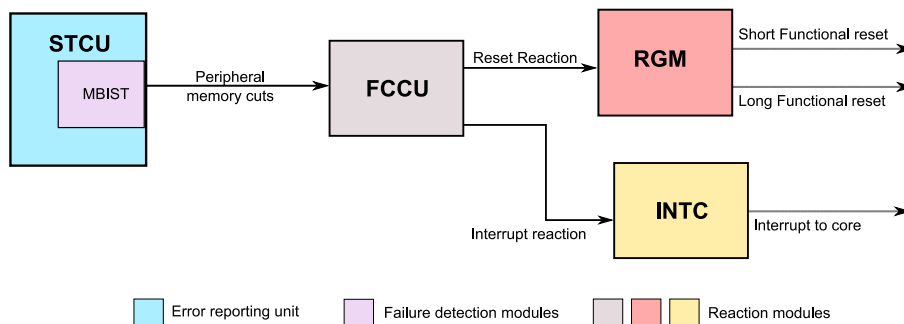 STCU
MBIST
Peripheral
memory cuts
FCCU
Reset Reaction
RGM
Short Functional reset
Long Functional reset
Interrupt reaction
INTC
Interrupt to core
Error reporting unit
Failure detection modules
Reaction modules